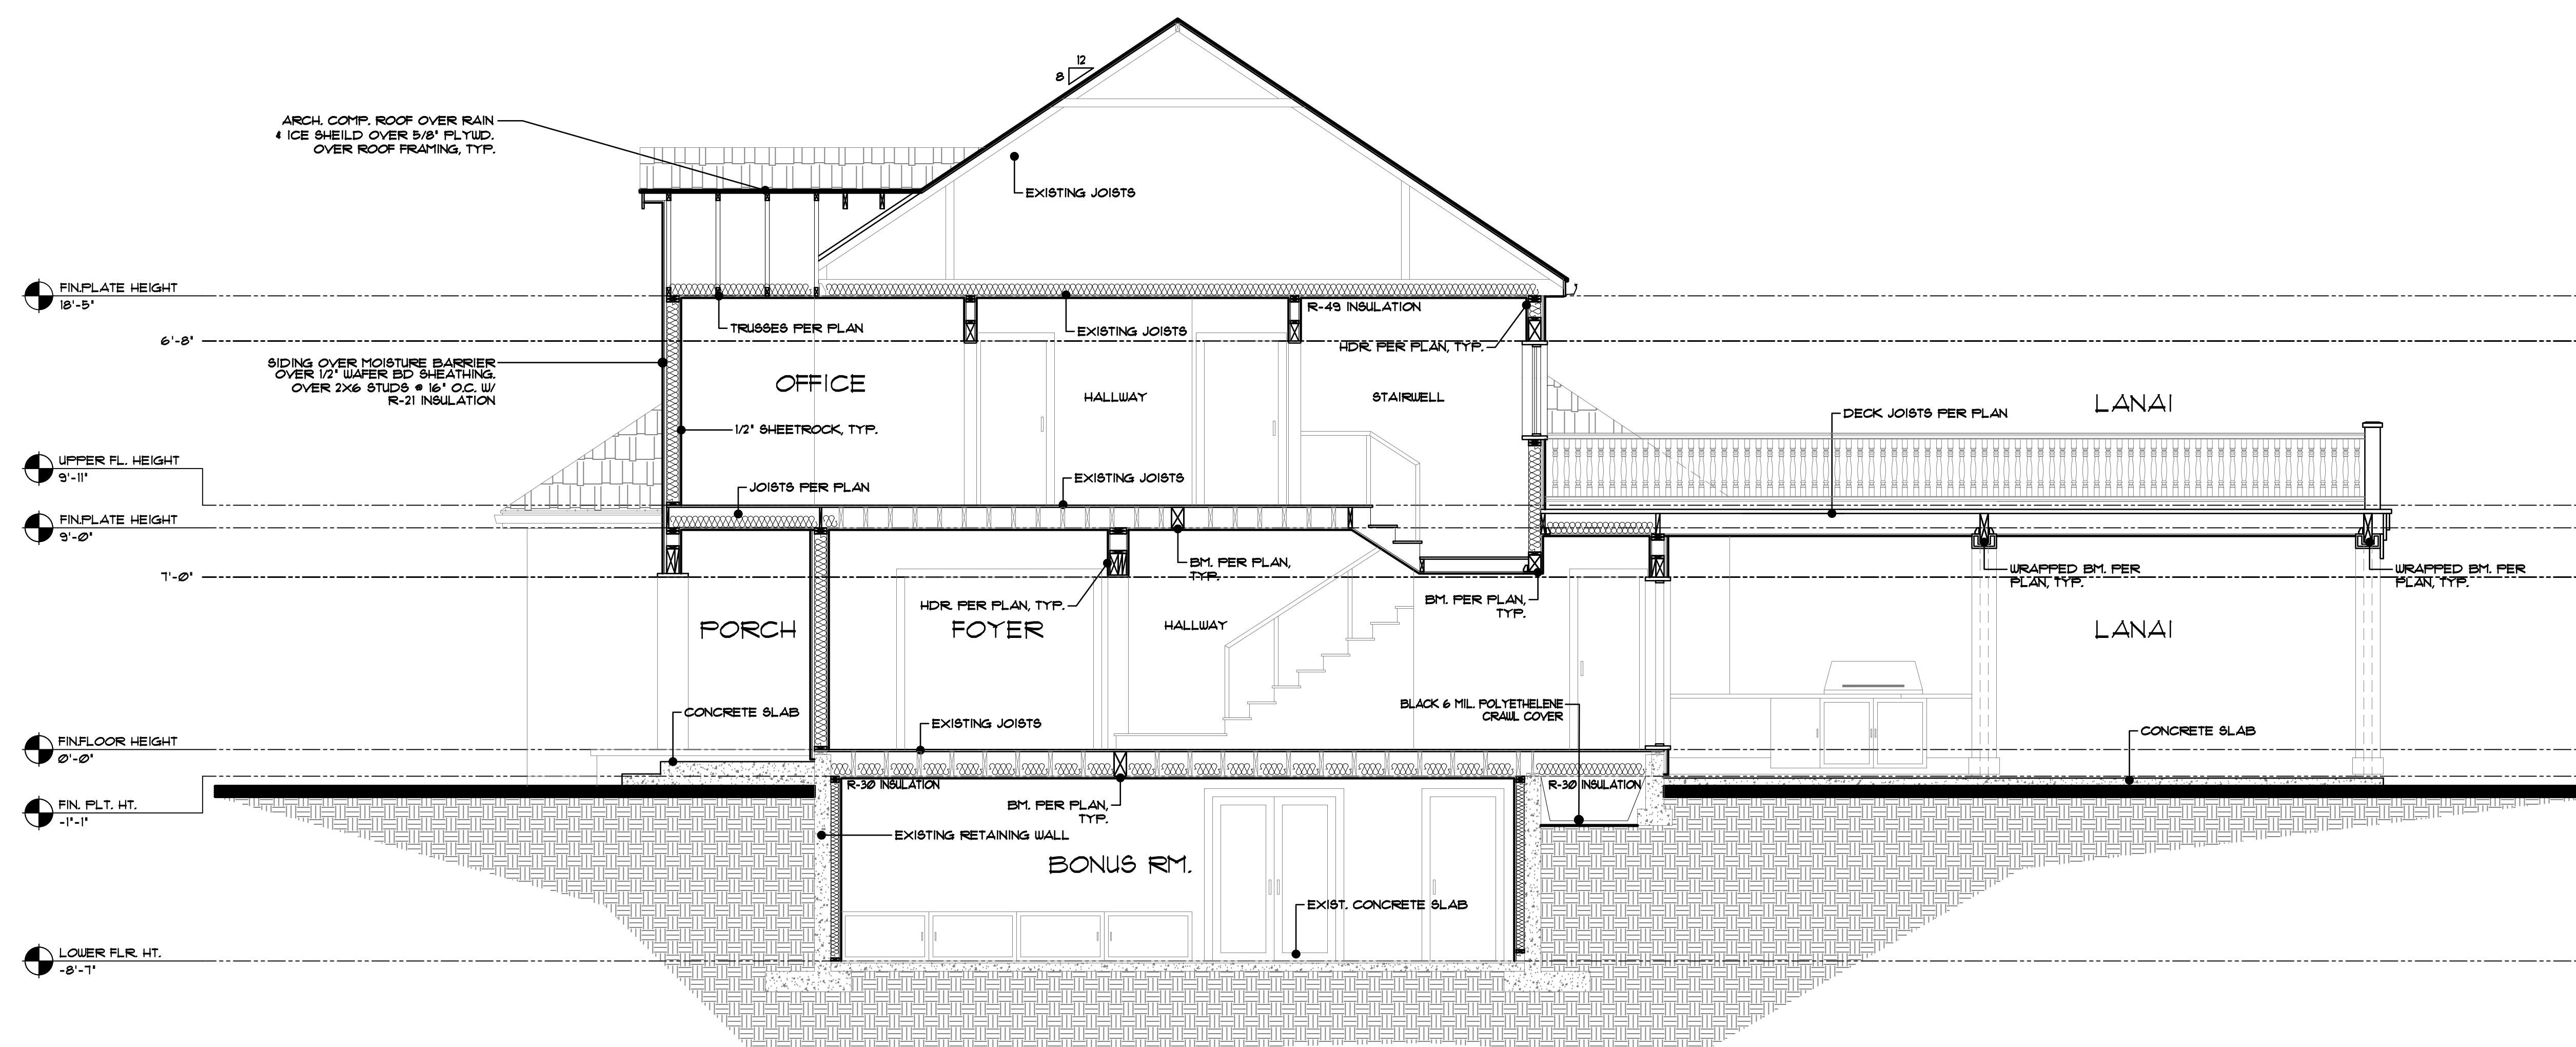 12
8
ARCH. COMP. ROOF OVER RAIN
& ICE SHEILD OVER 5/8" PLYWD.
OVER ROOF FRAMING, TYP.
EXISTING JOISTS
FIN.PLATE HEIGHT
18'-5"
R-49 INSULATION
TRUSSES PER PLAN
EXISTING JOISTS
6'-8"
HDR. PER PLAN, TYP.
SIDING OVER MOISTURE BARRIER
OVER 1/2" WAFER BD SHEATHING.
OVER 2X6 STUDS @ 16" O.C. W/
R-21 INSULATION
OFFICE
HALLWAY
STAIRWELL
LANAI
DECK JOISTS PER PLAN
1/2" SHEETROCK, TYP.
UPPER FL. HEIGHT
9'-11"
EXISTING JOISTS
JOISTS PER PLAN
FIN.PLATE HEIGHT
9'-0"
BM. PER PLAN,
TYP.
WRAPPED BM. PER
PLAN, TYP.
WRAPPED BM. PER
PLAN, TYP.
7'-0"
HDR. PER PLAN, TYP.
BM. PER PLAN,
TYP.
PORCH
FOYER
HALLWAY
LANAI
BLACK 6 MIL. POLYETHELENE
CRAWL COVER
CONCRETE SLAB
EXISTING JOISTS
CONCRETE SLAB
FIN.FLOOR HEIGHT
0'-0"
R-30 INSULATION
R-30 INSULATION
FIN. PLT. HT.
-1'-1"
BM. PER PLAN,
TYP.
EXISTING RETAINING WALL
BONUS RM.
EXIST. CONCRETE SLAB
LOWER FLR. HT.
-8'-7"